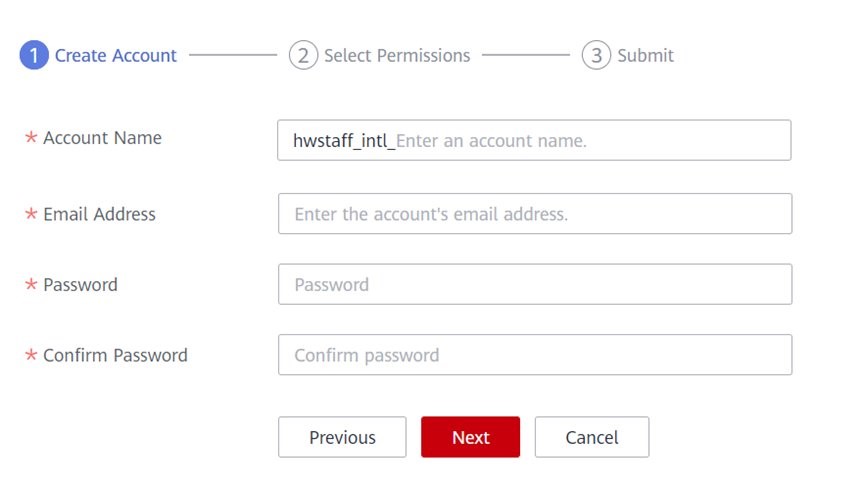 1 Create Account 2 Select Permissions 3 Submit
* Account Name hwstaff_intl_Enter an account name.
* Email Address Enter the account's email address.
* Password Password
* Confirm Password Confirm password
Previous Next Cancel